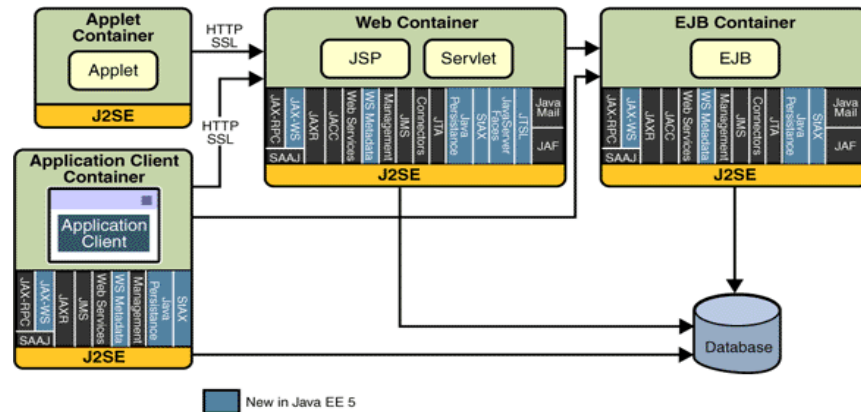 Applet
Container
Applet
J2SE
HTTP
SSL
HTTP
SSL
Web Container
JSP
Servlet
JAX-RPC
JAX-WS
SAAJ
JAXR
JACC
Web Services
WS Metadata
Management
JMS
Connectors
JTA
Java
Persistance
StAX
JavaServer
Faces
JTSL
Java
Mail
JAF
J2SE
EJB Container
EJB
JAX-RPC
JAX-WS
SAAJ
JAXR
JACC
Web Services
WS Metadata
Management
JMS
Connectors
JTA
Java
Persistance
StAX
Java
Mail
JAF
J2SE
Application Client
Container
Application
Client
JAX-RPC
JAX-WS
SAAJ
JAXR
JMS
Web Services
WS Metadata
Management
Java
Persistance
StAX
J2SE
Database
New in Java EE 5